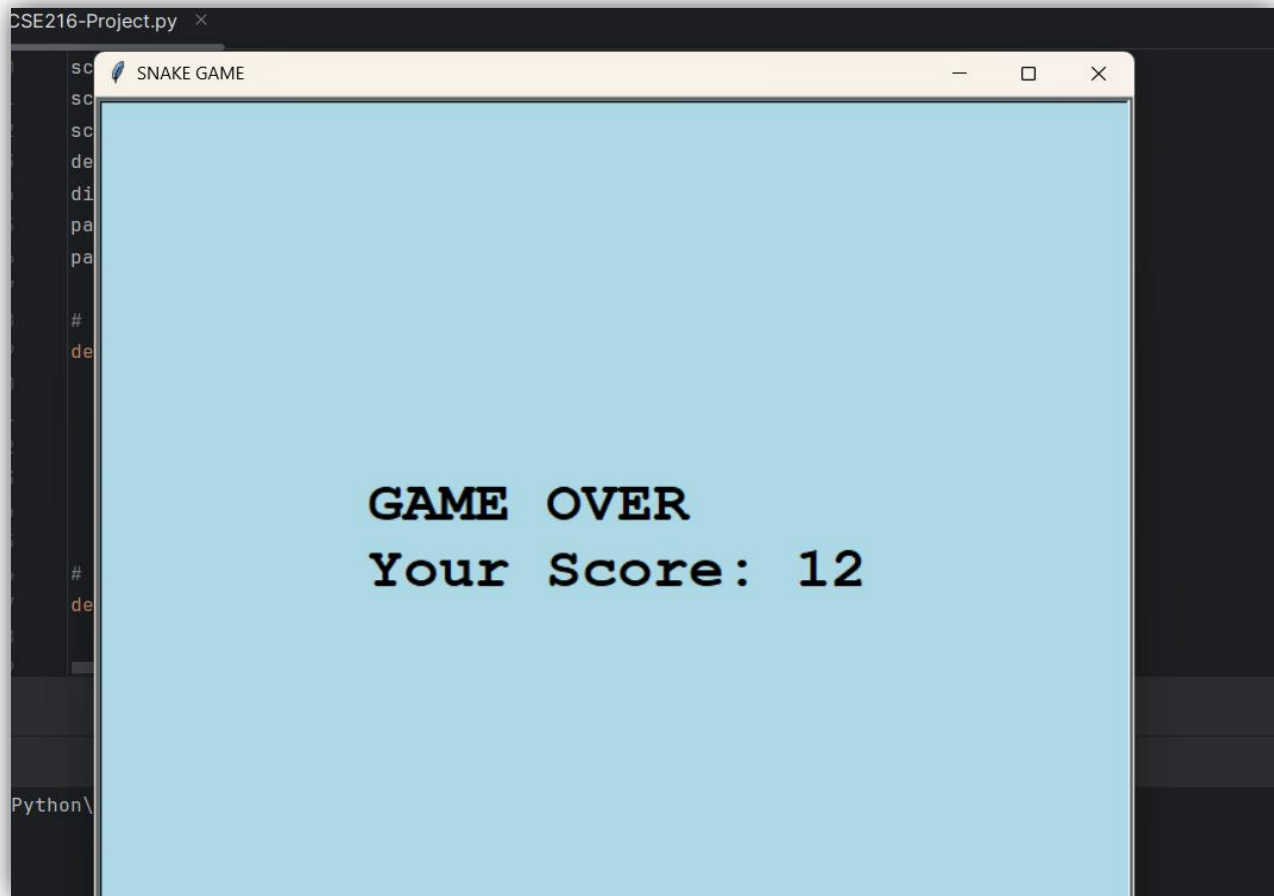 CSE216-Project.py
sc
SNAKE GAME
sc
sc
de
di
pa
pa
#
de
GAME OVER
Your Score: 12
#
de
Python\